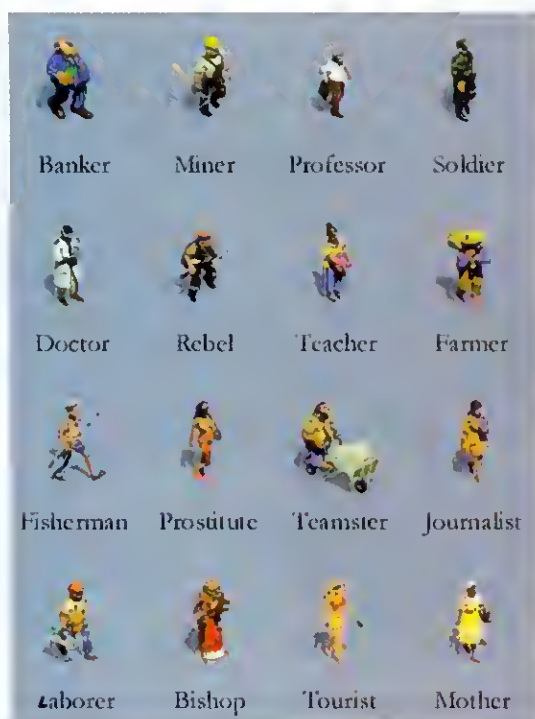 Banker Miner Professor Soldier
Doctor Rebel Teacher Farmer
Fisherman Prostitute Teamster Journalist
Laborer Bishop Tourist Mother